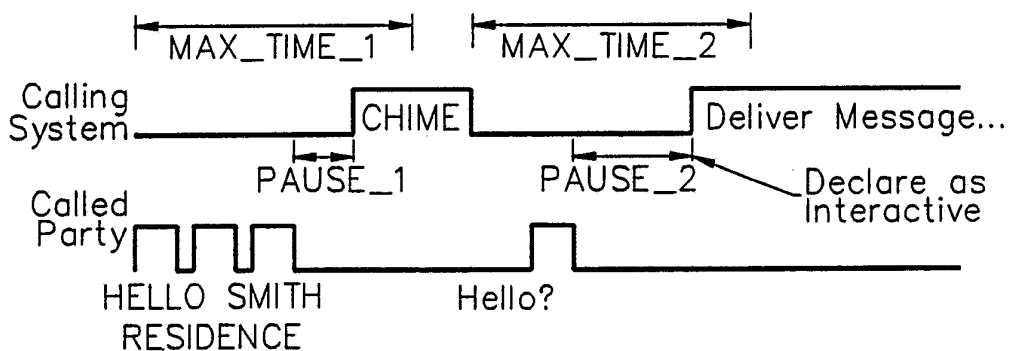 MAX_TIME_1 MAX_TIME_2
Calling
System
CHIME
Deliver Message...
PAUSE_1
PAUSE_2
Declare as
Interactive
Called
Party
HELLO SMITH
RESIDENCE
Hello?